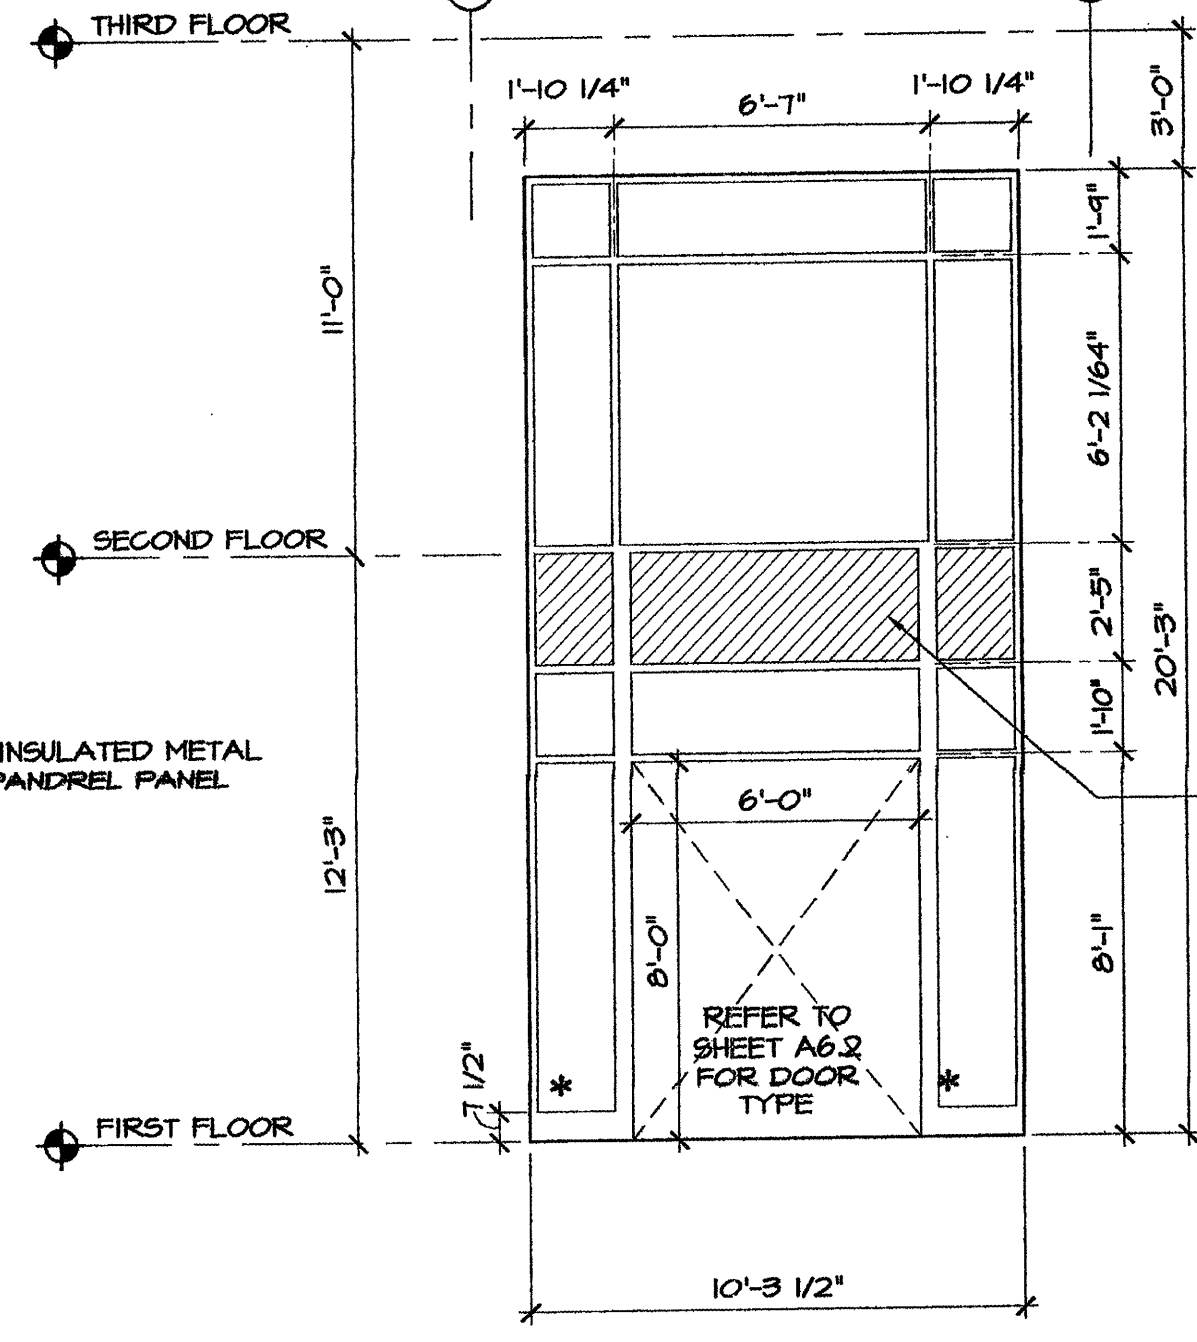 THIRD FLOOR
1'-10 1/4"
6'-7"
1'-10 1/4"
3'-0"
1'-9"
11'-0"
6'-2 1/64"
SECOND FLOOR
2'-5"
20'-3"
1'-10"
INSULATED METAL
PANDREL PANEL
6'-0"
12'-3"
8'-0"
8'-1"
REFER TO
SHEET A6.2
FOR DOOR
TYPE
7 1/2"
*
*
FIRST FLOOR
10'-3 1/2"